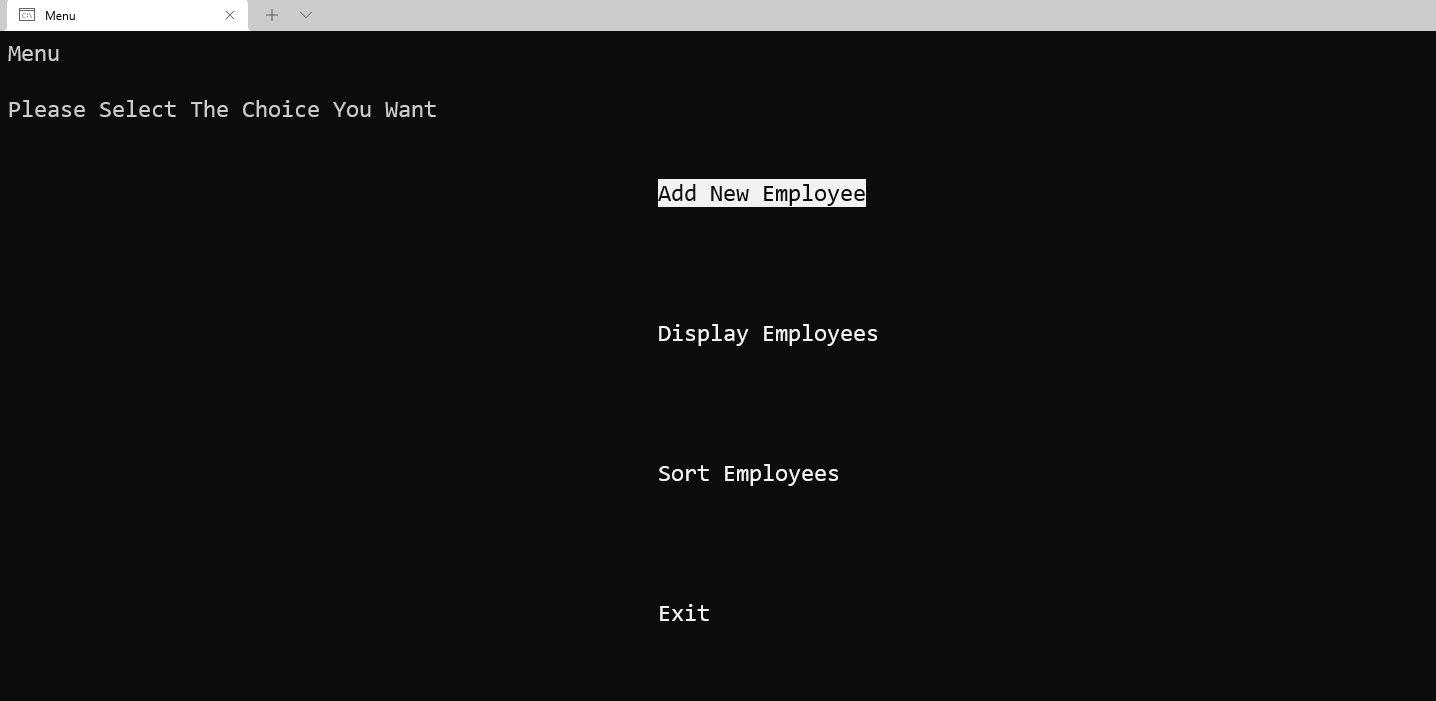 Menu
Menu
Please Select The Choice You Want
Add New Employee
Display Employees
Sort Employees
Exit